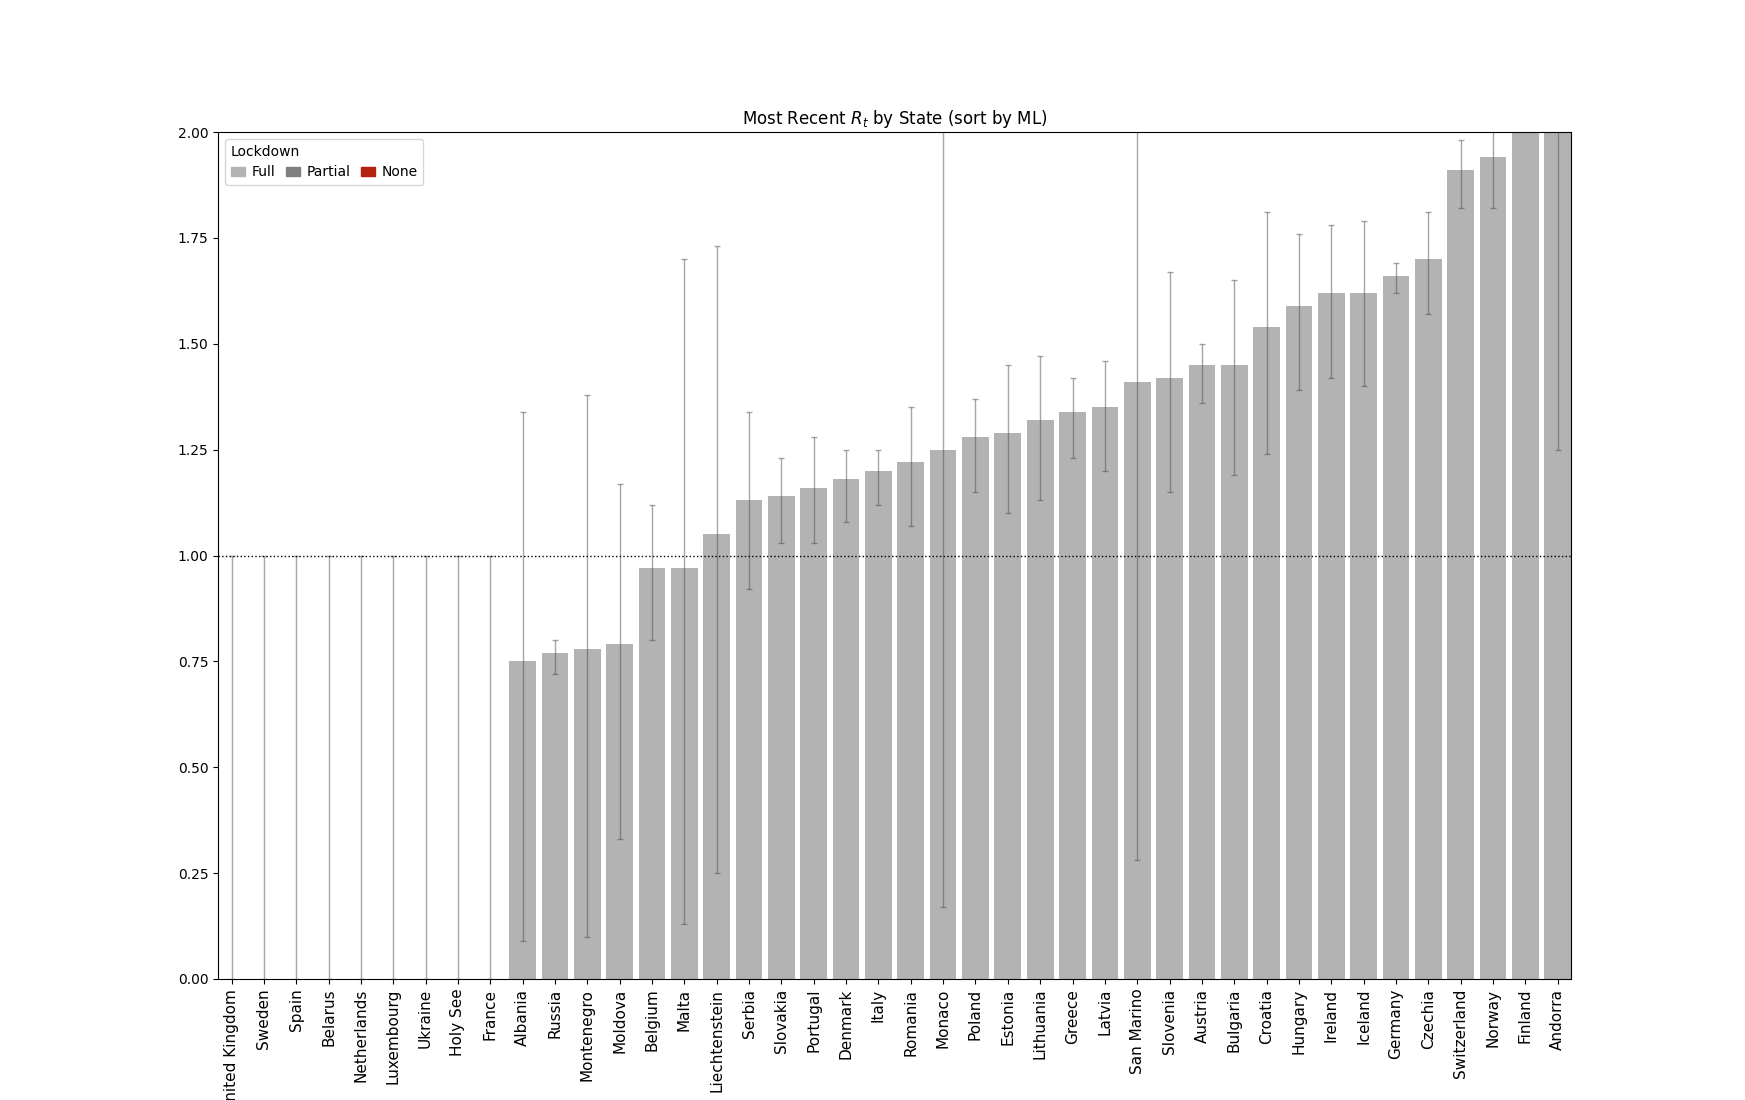 Most Recent Rt by State (sort by ML)
Lockdown
Full Partial None
2.00
1.75
1.50
1.25
1.00
0.75
0.50
0.25
0.00
nited Kingdom
Sweden
Spain
Belarus
Netherlands
Luxembourg
Ukraine
Holy See
France
Albania
Russia
Montenegro
Moldova
Belgium
Malta
Liechtenstein
Serbia
Slovakia
Portugal
Denmark
Italy
Romania
Monaco
Poland
Estonia
Lithuania
Greece
Latvia
San Marino
Slovenia
Austria
Bulgaria
Croatia
Hungary
Ireland
Iceland
Germany
Czechia
Switzerland
Norway
Finland
Andorra